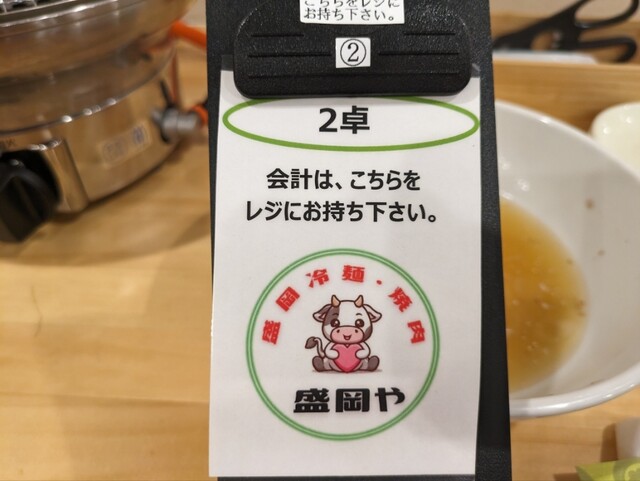 こちらをレジに
お持ち下さい。
②
2卓
会計は、こちらを
レジにお持ち下さい。
盛岡冷麺・焼肉
盛岡や